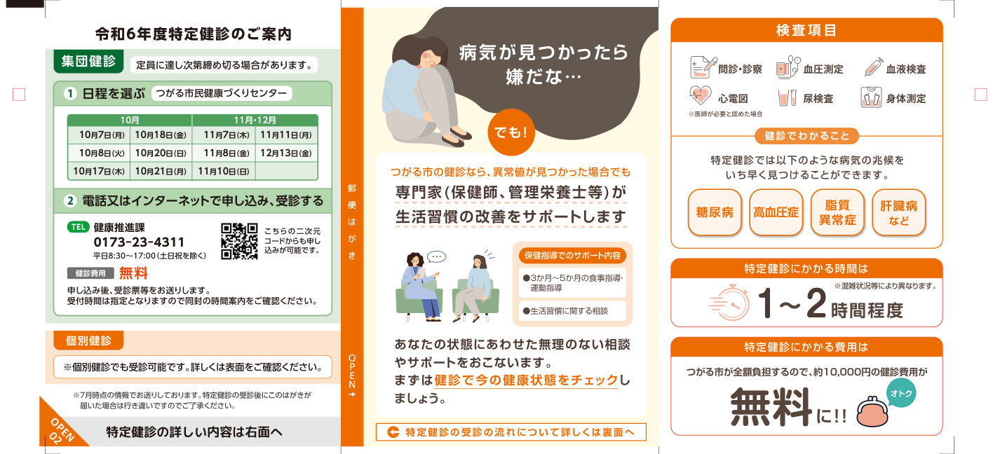 令和6年度特定健診のご案内
集団健診
定員に達し次第締め切る場合があります。
1 日程を選ぶ つがる市民健康づくりセンター
10月 11月・12月
10月7日(月) 10月18日(金) 11月7日(木) 11月11日(月)
10月8日(火) 10月20日(日) 11月8日(金) 12月13日(金)
10月17日(木) 10月21日(月) 11月10日(日)
2 電話又はインターネットで申し込み、受診する
TEL 健康推進課
0173-23-4311
平日8:30〜17:00(土日祝を除く)
こちらの二次元
コードからも申し
込みが可能です。
健診費用 無料
申し込み後、受診票等をお送りします。
受付時間は指定となりますので同封の時間案内をご確認ください。
個別健診
※個別健診でも受診可能です。詳しくは表面をご確認ください。
※7月時点の情報でお送りしております。特定健診の受診後にこのはがきが
届いた場合は行き違いですのでご了承ください。
OPEN
02
特定健診の詳しい内容は右面へ
郵便はがき
OPEN→
病気が見つかったら
嫌だな…
でも!
つがる市の健診なら、異常値が見つかった場合でも
専門家(保健師、管理栄養士等)が
生活習慣の改善をサポートします
保健指導でのサポート内容
●3か月〜5か月の食事指導・
運動指導
●生活習慣に関する相談
あなたの状態にあわせた無理のない相談
やサポートをおこないます。
まずは健診で今の健康状態をチェックし
ましょう。
特定健診の受診の流れについて詳しくは裏面へ
検査項目
問診・診察 血圧測定 血液検査
心電図 尿検査 身体測定
※医師が必要と認めた場合
健診でわかること
特定健診では以下のような病気の兆候を
いち早く見つけることができます。
糖尿病
高血圧症
脂質
異常症
肝臓病
など
特定健診にかかる時間は
※混雑状況等により異なります。
1〜2時間程度
特定健診にかかる費用は
つがる市が全額負担するので、約10,000円の健診費用が
無料に!!
オトク